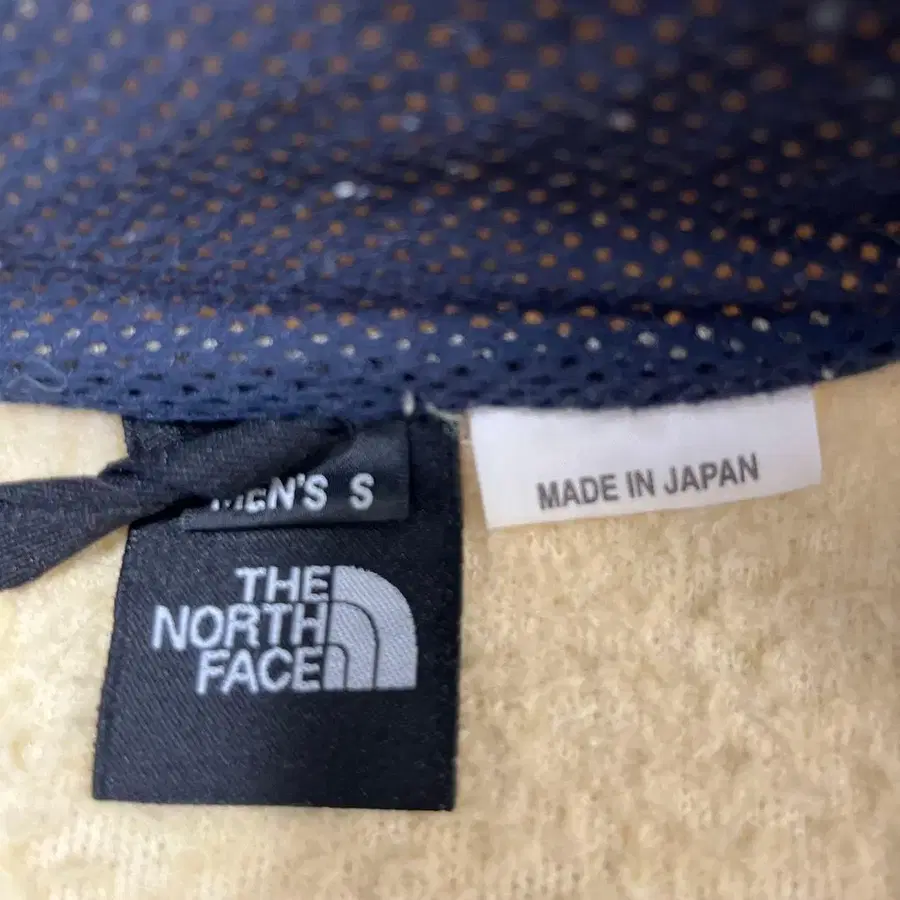 MEN'S S
MADE IN JAPAN
THE
NORTH
FACE